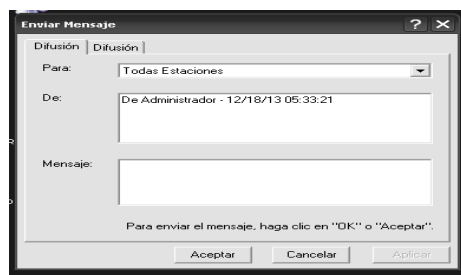 Enviar Mensaje
Difusión Difusión
Para: Todas Estaciones
De: De Administrador - 12/18/13 05:33:21
Mensaje:
Para enviar el mensaje, haga clic en "OK" o "Aceptar".
Aceptar Cancelar Aplicar